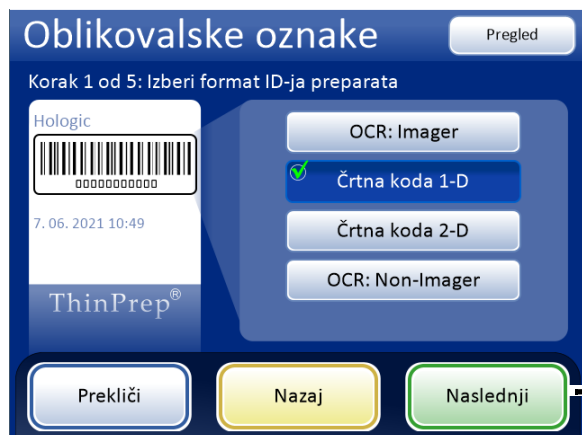 Oblikovalske oznake
Pregled
Korak 1 od 5: Izberi format ID-ja preparata
Hologic
00000000000
7. 06. 2021 10:49
ThinPrep®
OCR: Imager
Črtna koda 1-D
Črtna koda 2-D
OCR: Non-Imager
Prekliči
Nazaj
Naslednji